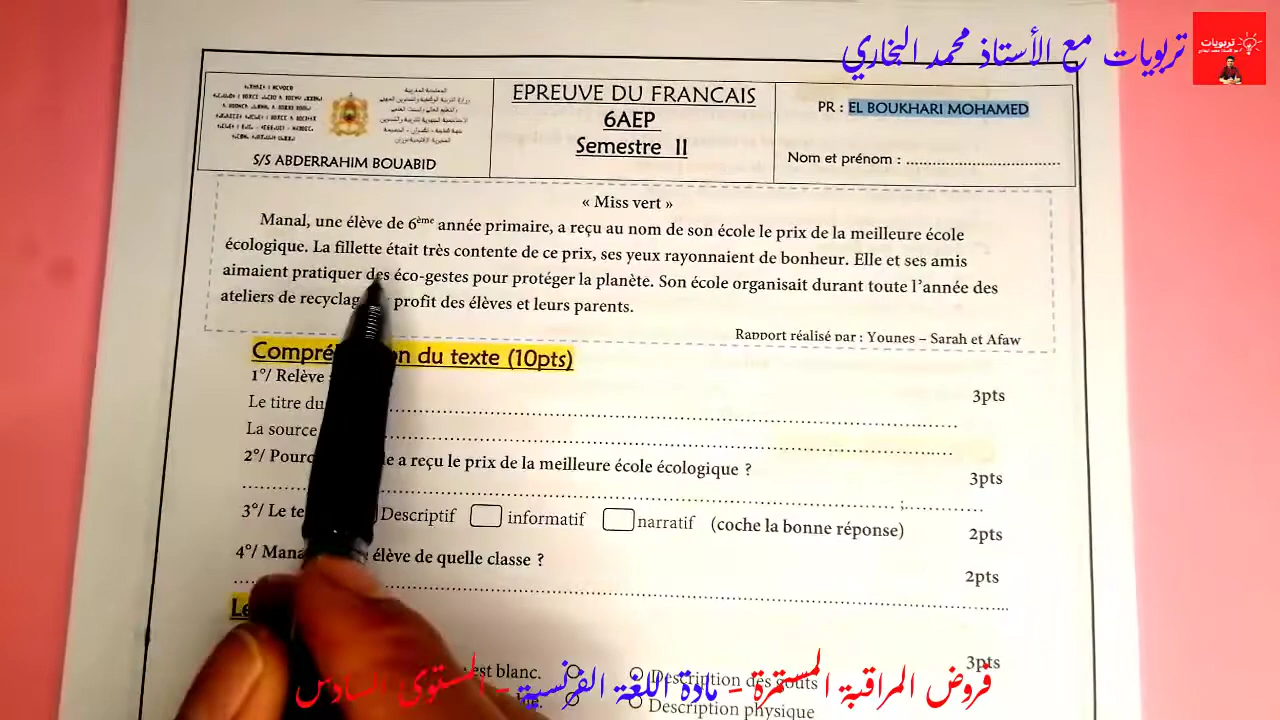 تربويات مع الأستاذ محمد البخاري
تربويات
EPREUVE DU FRANCAIS
6AEP
Semestre II
S/S ABDERRAHIM BOUABID
PR : EL BOUKHARI MOHAMED
Nom et prénom :
« Miss vert »
Manal, une élève de 6ème année primaire, a reçu au nom de son école le prix de la meilleure école
écologique. La fillette était très contente de ce prix, ses yeux rayonnaient de bonheur. Elle et ses amis
aimaient pratiquer des éco-gestes pour protéger la planète. Son école organisait durant toute l'année des
ateliers de recyclag profit des élèves et leurs parents.
Rapport réalisé par : Younes – Sarah et Afaw
Compré on du texte (10pts)
1°/ Relève 3pts
Le titre du
La source
2°/ Pourq e a reçu le prix de la meilleure école écologique ?
3pts
3°/ Le te Descriptif informatif narratif (coche la bonne réponse) 2pts
4°/ Mana élève de quelle classe ?
2pts
Le
3pts
est blanc. Description des gouts
Description physique
فروض المراقبة المستمرة - مادة اللغة الفرنسية - المستوى السادس